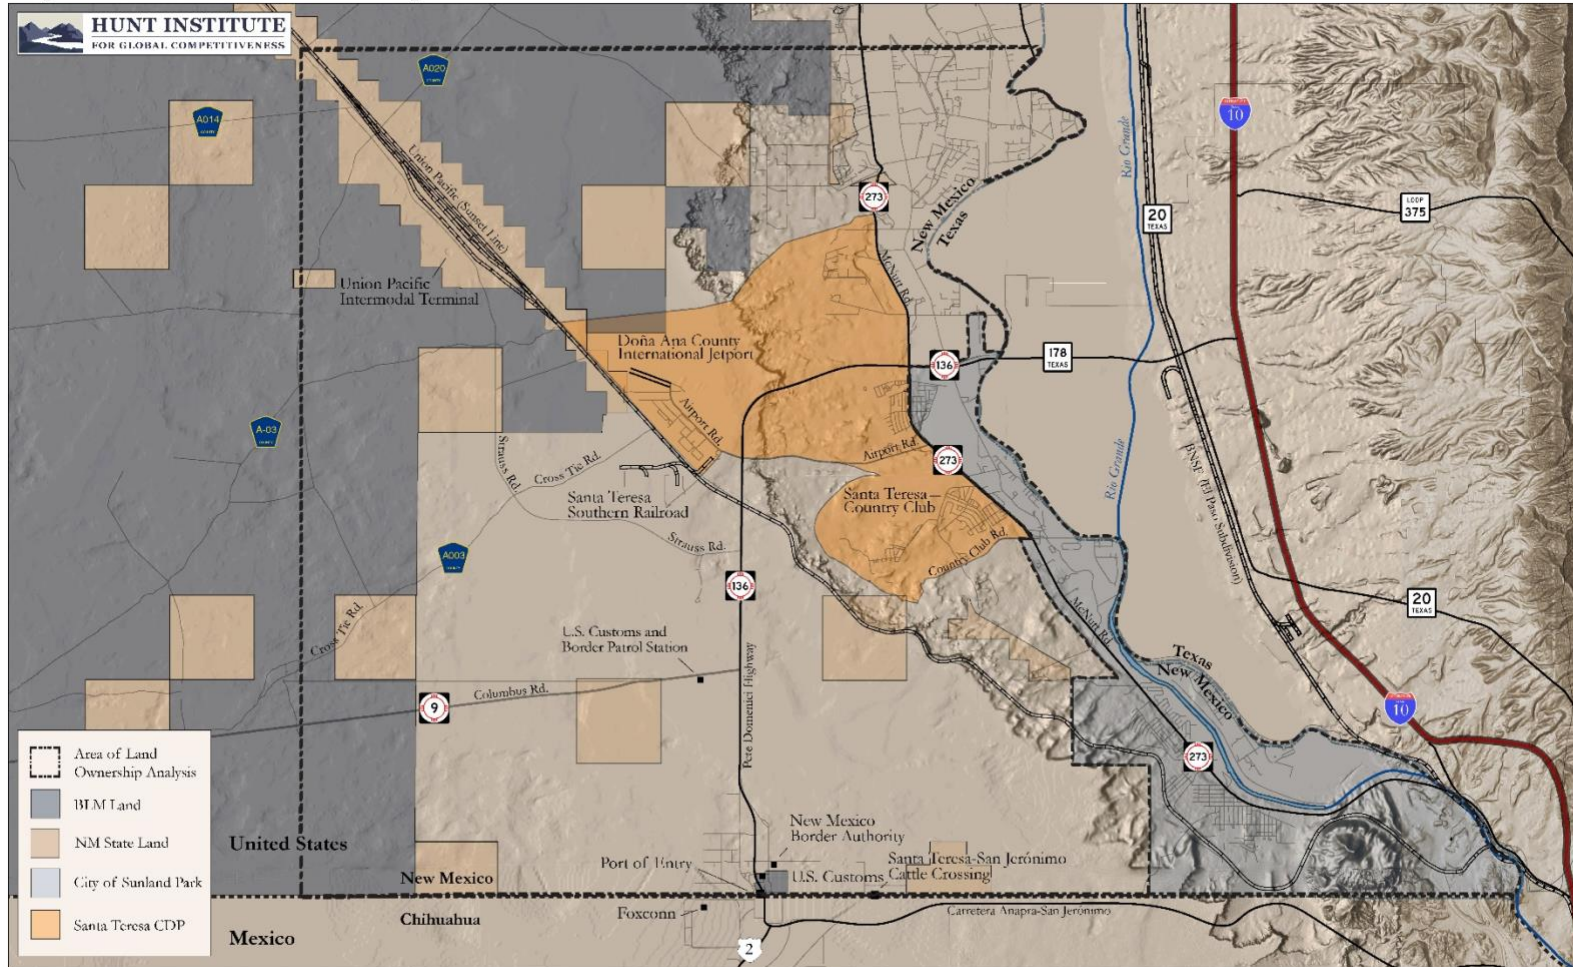 HUNT INSTITUTE
FOR GLOBAL COMPETITIVENESS
A020
COUNTY
A014
COUNTY
10
Rio Grande
Union Pacific (Sunset Line)
273
New Mexico
Texas
20
TEXAS
LOOP
375
McNutt Rd.
Union Pacific
Intermodal Terminal
Doña Ana County
International Jetport
136
178
TEXAS
A-03
COUNTY
Airport Rd.
Strauss Rd.
Cross Tie Rd.
Airport Rd.
273
Rio Grande
BNSF (El Paso Subdivision)
Santa Teresa
Southern Railroad
Santa Teresa
Country Club
Strauss Rd.
Country Club Rd.
A003
COUNTY
136
20
TEXAS
Cross Tie Rd.
McNutt Rd.
U.S. Customs and
Border Patrol Station
Texas
New Mexico
Columbus Rd.
9
Pete Domenici Highway
10
273
Area of Land
Ownership Analysis
BLM Land
NM State Land
City of Sunland Park
Santa Teresa CDP
United States
New Mexico
Chihuahua
Mexico
New Mexico
Border Authority
Port of Entry
U.S. Customs
Santa Teresa-San Jerónimo
Cattle Crossing
Foxconn
Carretera Anapra-San Jerónimo
2